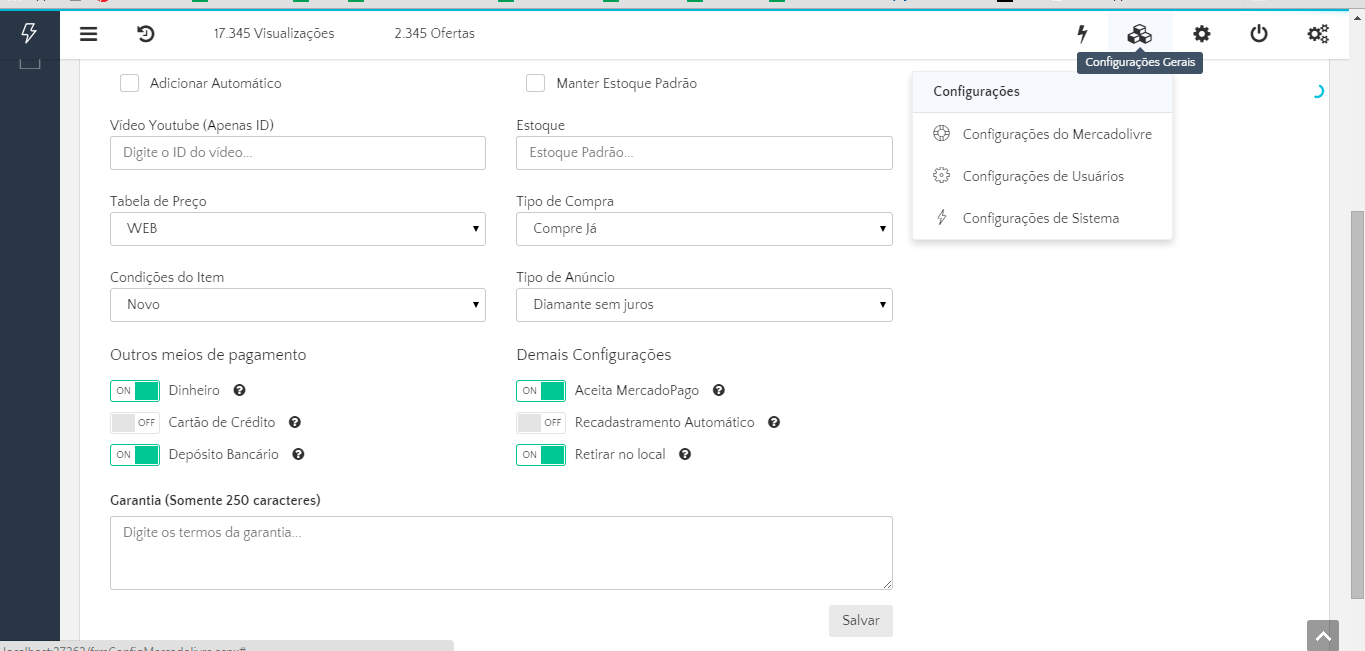 17.345 Visualizações
2.345 Ofertas
Configurações Gerais
Configurações
Configurações do Mercadolivre
Configurações de Usuários
Configurações de Sistema
Adicionar Automático
Manter Estoque Padrão
Vídeo Youtube (Apenas ID)
Estoque
Digite o ID do vídeo...
Estoque Padrão...
Tabela de Preço
Tipo de Compra
WEB
Compre Já
Condições do Item
Tipo de Anúncio
Novo
Diamante sem juros
Outros meios de pagamento
Demais Configurações
ON Dinheiro
ON Aceita MercadoPago
OFF Cartão de Crédito
OFF Recadastramento Automático
ON Depósito Bancário
ON Retirar no local
Garantia (Somente 250 caracteres)
Digite os termos da garantia...
Salvar